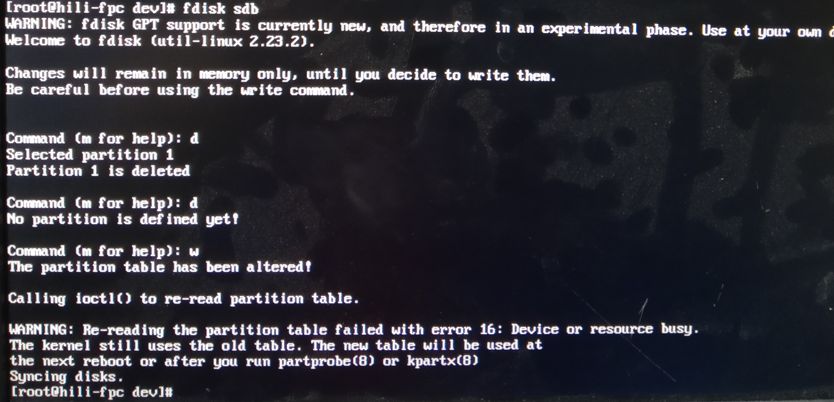 [root@hili-fpc dev]# fdisk sdb
WARNING: fdisk GPT support is currently new, and therefore in an experimental phase. Use at your own
Welcome to fdisk (util-linux 2.23.2).
Changes will remain in memory only, until you decide to write them.
Be careful before using the write command.
Command (m for help): d
Selected partition 1
Partition 1 is deleted
Command (m for help): d
No partition is defined yet!
Command (m for help): w
The partition table has been altered!
Calling ioctl() to re-read partition table.
WARNING: Re-reading the partition table failed with error 16: Device or resource busy.
The kernel still uses the old table. The new table will be used at
the next reboot or after you run partprobe(8) or kpartx(8)
Syncing disks.
[root@hili-fpc dev]#